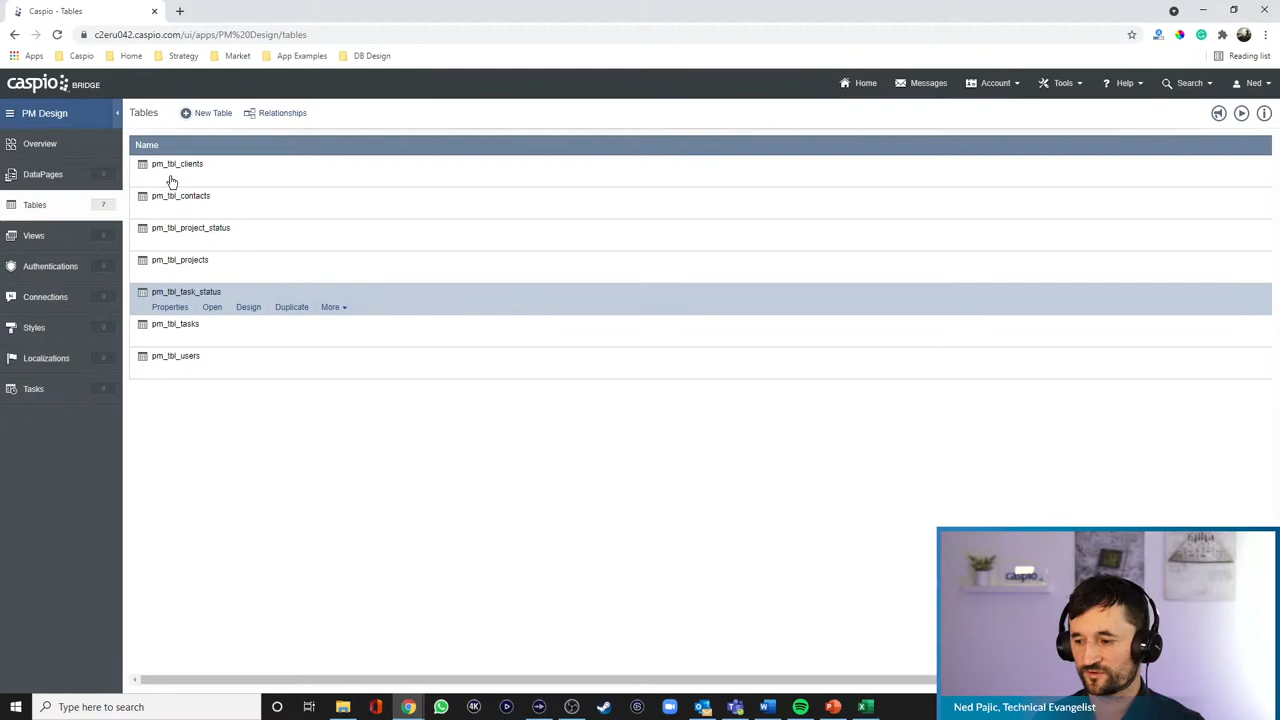 Caspio - Tables
c2eru042.caspio.com/ui/apps/PM%20Design/tables
Apps Caspio Home Strategy Market App Examples DB Design Reading list
caspio BRIDGE Home Messages Account Tools Help Search Ned
PM Design Tables New Table Relationships
Name
Overview
DataPages 0
Tables 7
Views 0
Authentications 0
Connections 0
Styles 0
Localizations 0
Tasks 0
pm_tbl_clients
pm_tbl_contacts
pm_tbl_project_status
pm_tbl_projects
pm_tbl_task_status
Properties Open Design Duplicate More
pm_tbl_tasks
pm_tbl_users
caspio
Ned Pajic, Technical Evangelist
Type here to search